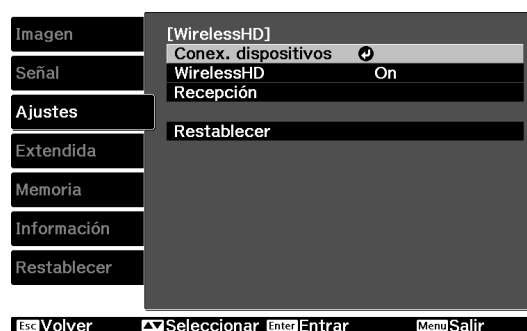 Imagen
Señal
Ajustes
Extendida
Memoria
Información
Restablecer
[WirelessHD]
Conex. dispositivos
WirelessHD On
Recepción
Restablecer
Esc Volver Seleccionar Enter Entrar Menu Salir